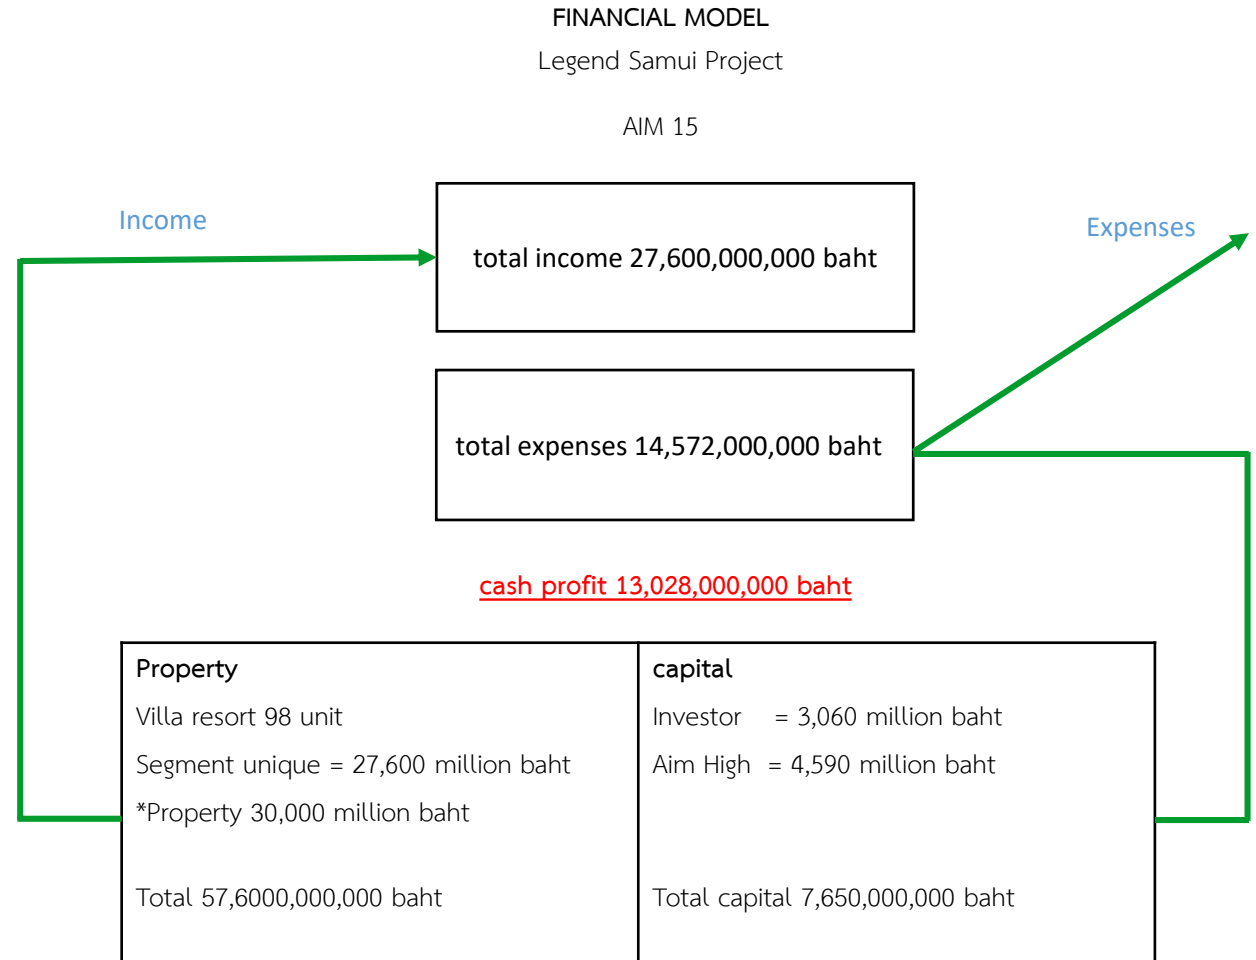 FINANCIAL MODEL
Legend Samui Project
AIM 15
Income
Expenses
total income 27,600,000,000 baht
total expenses 14,572,000,000 baht
cash profit 13,028,000,000 baht
Property
Villa resort 98 unit
Segment unique = 27,600 million baht
*Property 30,000 million baht
Total 57,6000,000,000 baht
capital
Investor = 3,060 million baht
Aim High = 4,590 million baht
Total capital 7,650,000,000 baht